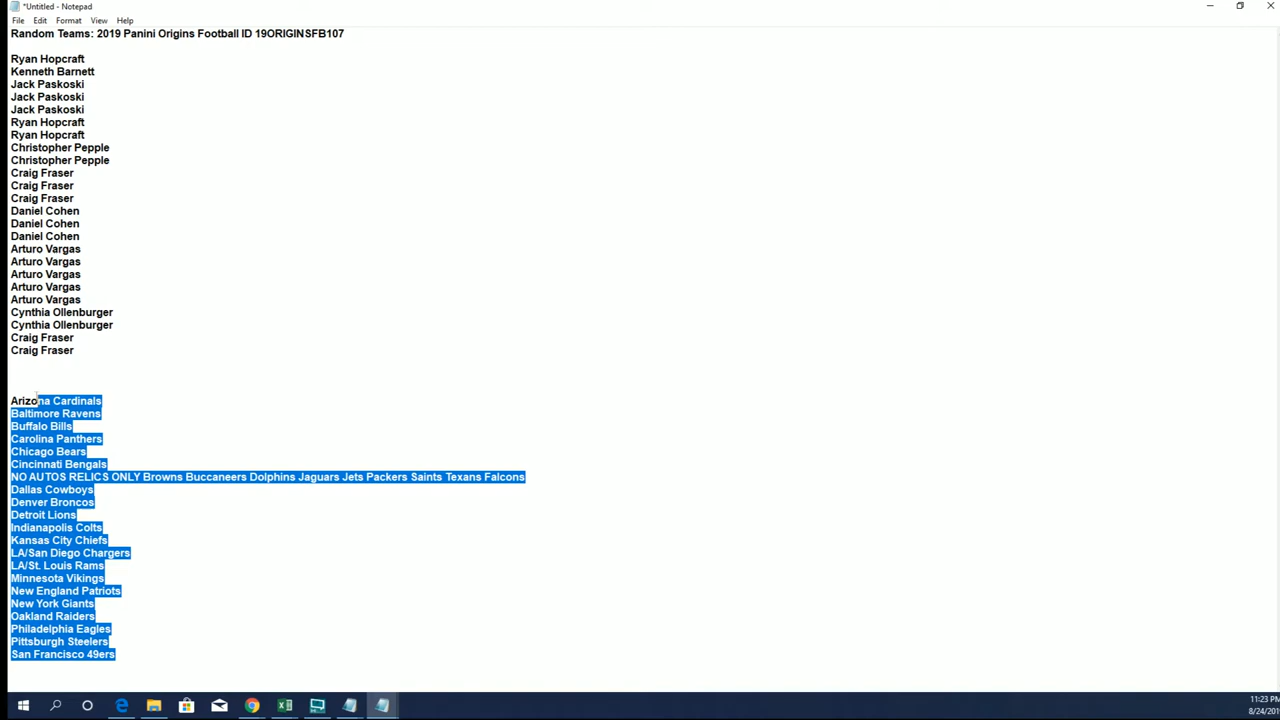 *Untitled - Notepad
File Edit Format View Help
Random Teams: 2019 Panini Origins Football ID 19ORIGINSFB107
Ryan Hopcraft
Kenneth Barnett
Jack Paskoski
Jack Paskoski
Jack Paskoski
Ryan Hopcraft
Ryan Hopcraft
Christopher Pepple
Christopher Pepple
Craig Fraser
Craig Fraser
Craig Fraser
Daniel Cohen
Daniel Cohen
Daniel Cohen
Arturo Vargas
Arturo Vargas
Arturo Vargas
Arturo Vargas
Arturo Vargas
Cynthia Ollenburger
Cynthia Ollenburger
Craig Fraser
Craig Fraser
Arizona Cardinals
Baltimore Ravens
Buffalo Bills
Carolina Panthers
Chicago Bears
Cincinnati Bengals
NO AUTOS RELICS ONLY Browns Buccaneers Dolphins Jaguars Jets Packers Saints Texans Falcons
Dallas Cowboys
Denver Broncos
Detroit Lions
Indianapolis Colts
Kansas City Chiefs
LA/San Diego Chargers
LA/St. Louis Rams
Minnesota Vikings
New England Patriots
New York Giants
Oakland Raiders
Philadelphia Eagles
Pittsburgh Steelers
San Francisco 49ers
11:23 PM
8/24/201